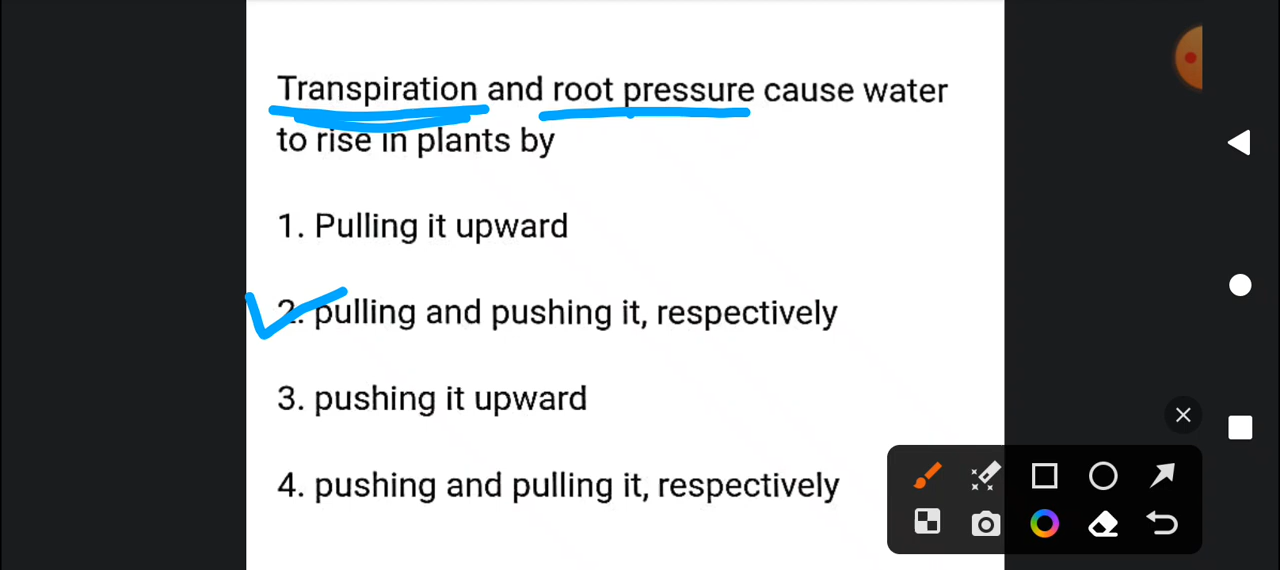 Transpiration and root pressure cause water
to rise in plants by
1. Pulling it upward
2. pulling and pushing it, respectively
3. pushing it upward
4. pushing and pulling it, respectively